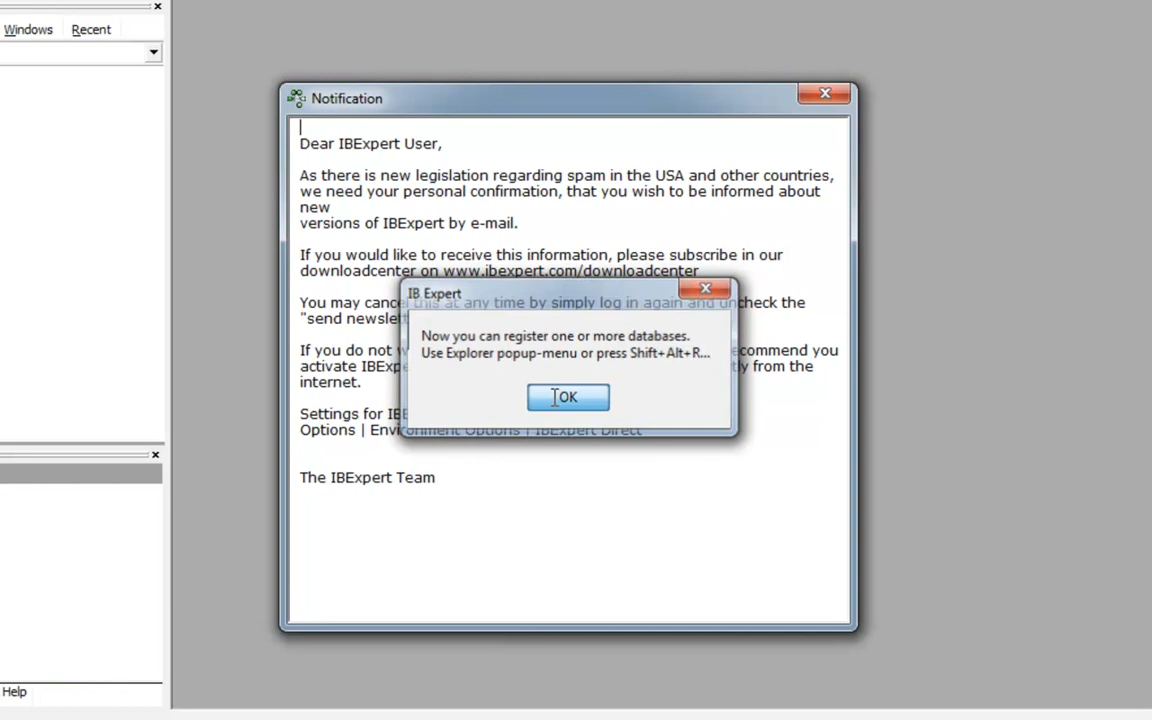 Windows Recent
Notification
Dear IBExpert User,
As there is new legislation regarding spam in the USA and other countries,
we need your personal confirmation, that you wish to be informed about
new
versions of IBExpert by e-mail.
If you would like to receive this information, please subscribe in our
downloadcenter on www.ibexpert.com/downloadcenter
IB Expert
You may cancel this at any time by simply log in again and uncheck the
"send newslet
Now you can register one or more databases.
Use Explorer popup-menu or press Shift+Alt+R...
If you do not
commend you
activate IBExp
from the
internet.
OK
Settings for
Options | Environment Options | IBExpert Direct
The IBExpert Team
Help